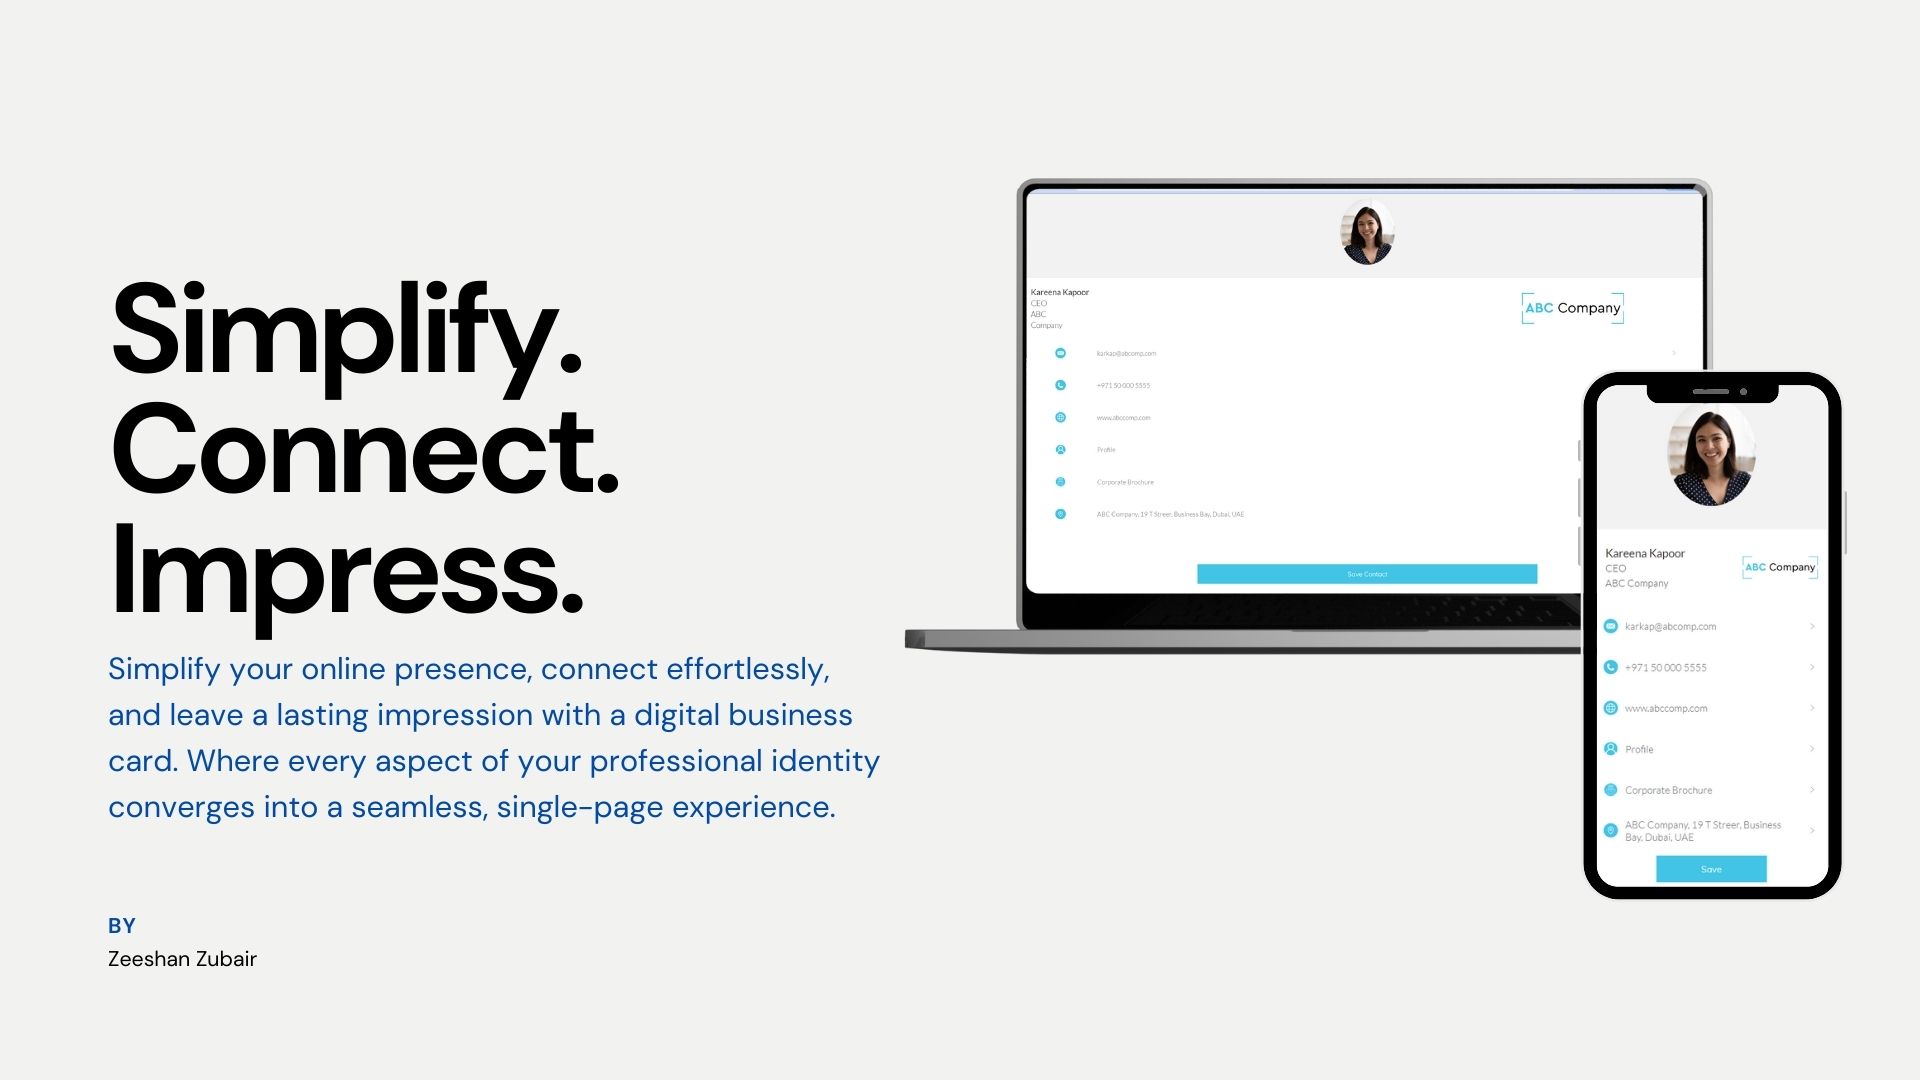 Simplify.
Connect.
Impress.
Simplify your online presence, connect effortlessly,
and leave a lasting impression with a digital business
card. Where every aspect of your professional identity
converges into a seamless, single-page experience.
BY
Zeeshan Zubair
Kareena Kapoor
CEO
ABC
Company
ABC Company
karkap@abcomp.com
+971 50 000 5555
www.abccomp.com
Profile
Corporate Brochure
ABC Company, 19 T Streer, Business Bay, Dubai, UAE
Save Contact
Kareena Kapoor
CEO
ABC Company
ABC Company
karkap@abcomp.com
+971 50 000 5555
www.abccomp.com
Profile
Corporate Brochure
ABC Company, 19 T Streer, Business
Bay, Dubai, UAE
Save